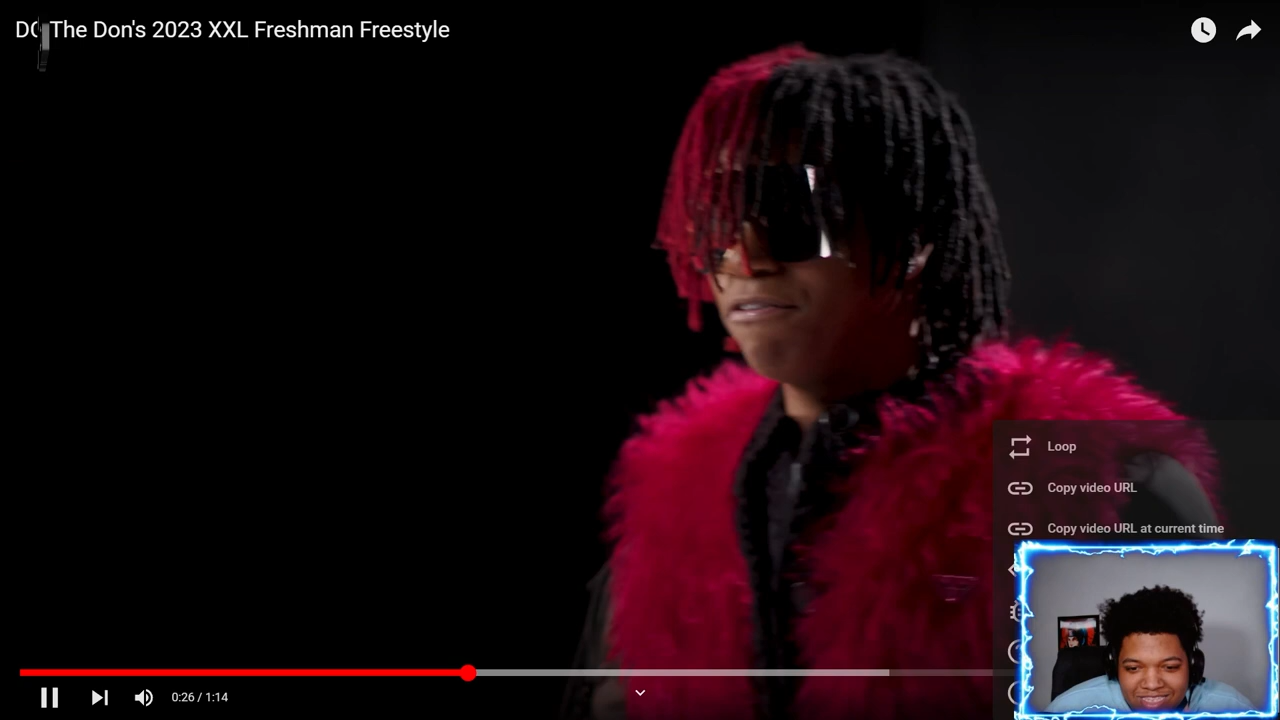 DC The Don's 2023 XXL Freshman Freestyle
Loop
Copy video URL
Copy video URL at current time
0:26 / 1:14